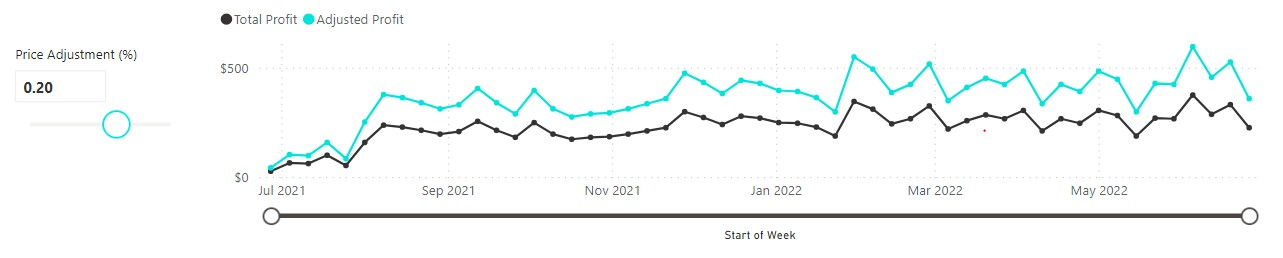 Total Profit Adjusted Profit
Price Adjustment (%)
0.20
$500
$0
Jul 2021 Sep 2021 Nov 2021 Jan 2022 Mar 2022 May 2022
Start of Week